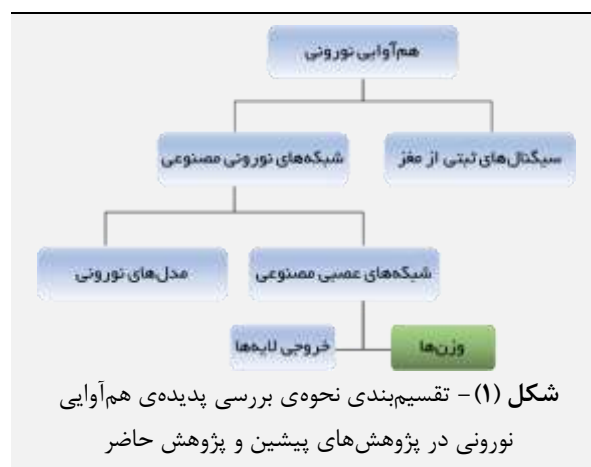 هم‌آوایی نورونی
سیگنال‌های ثبتی از مغز
شبکه‌های نورونی مصنوعی
شبکه‌های عصبی مصنوعی
مدل‌های نورونی
وزن‌ها
خروجی لایه‌ها
شکل (۱)- تقسیم‌بندی نحوه‌ی بررسی پدیده‌ی هم‌آوایی
نورونی در پژوهش‌های پیشین و پژوهش حاضر